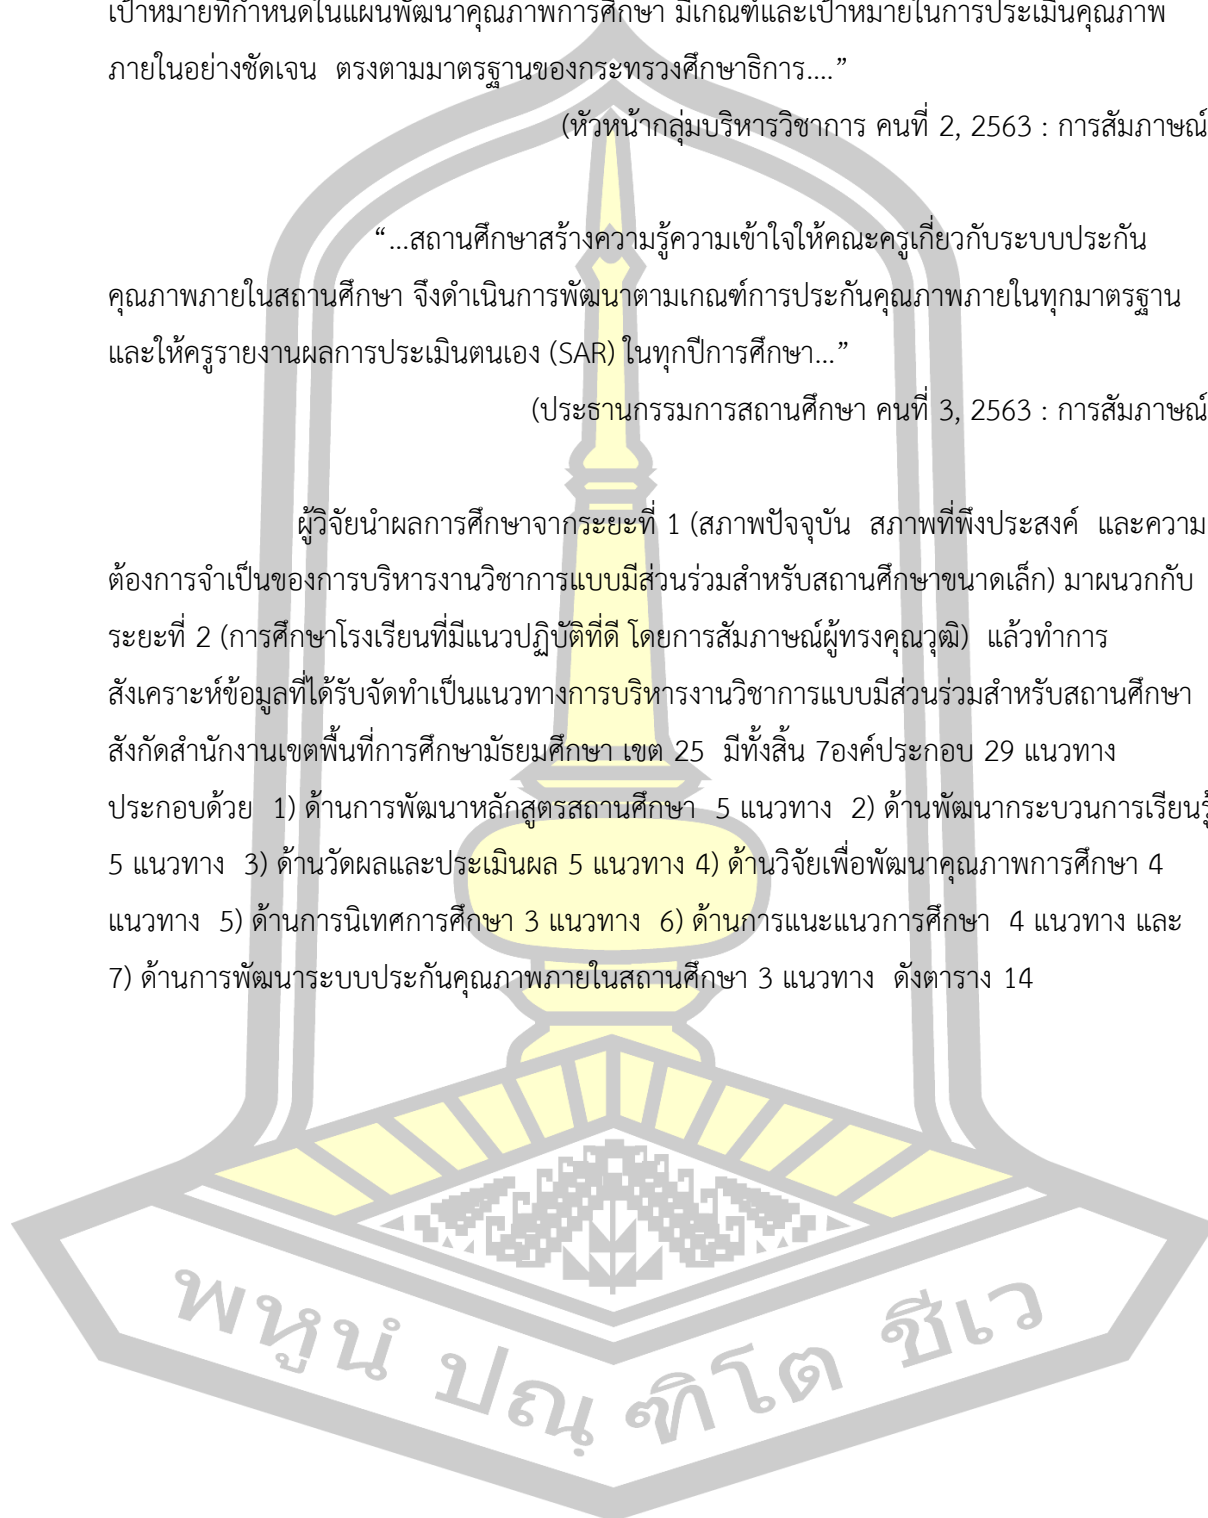 เป้าหมายที่กำหนดในแผนพัฒนาคุณภาพการศึกษา มีเกณฑ์และเป้าหมายในการประเมินคุณภาพ
ภายในอย่างชัดเจน ตรงตามมาตรฐานของกระทรวงศึกษาธิการ....”
(หัวหน้ากลุ่มบริหารวิชาการ คนที่ 2, 2563 : การสัมภาษณ์
“...สถานศึกษาสร้างความรู้ความเข้าใจให้คณะครูเกี่ยวกับระบบประกัน
คุณภาพภายในสถานศึกษา จึงดำเนินการพัฒนาตามเกณฑ์การประกันคุณภาพภายในทุกมาตรฐาน
และให้ครูรายงานผลการประเมินตนเอง (SAR) ในทุกปีการศึกษา...”
(ประธานกรรมการสถานศึกษา คนที่ 3, 2563 : การสัมภาษณ์
ผู้วิจัยนำผลการศึกษาจากระยะที่ 1 (สภาพปัจจุบัน สภาพที่พึงประสงค์ และความ
ต้องการจำเป็นของการบริหารงานวิชาการแบบมีส่วนร่วมสำหรับสถานศึกษาขนาดเล็ก) มาผนวกกับ
ระยะที่ 2 (การศึกษาโรงเรียนที่มีแนวปฏิบัติที่ดี โดยการสัมภาษณ์ผู้ทรงคุณวุฒิ) แล้วทำการ
สังเคราะห์ข้อมูลที่ได้รับจัดทำเป็นแนวทางการบริหารงานวิชาการแบบมีส่วนร่วมสำหรับสถานศึกษา
สังกัดสำนักงานเขตพื้นที่การศึกษามัธยมศึกษา เขต 25 มีทั้งสิ้น 7องค์ประกอบ 29 แนวทาง
ประกอบด้วย 1) ด้านการพัฒนาหลักสูตรสถานศึกษา 5 แนวทาง 2) ด้านพัฒนากระบวนการเรียนรู้
5 แนวทาง 3) ด้านวัดผลและประเมินผล 5 แนวทาง 4) ด้านวิจัยเพื่อพัฒนาคุณภาพการศึกษา 4
แนวทาง 5) ด้านการนิเทศการศึกษา 3 แนวทาง 6) ด้านการแนะแนวการศึกษา 4 แนวทาง และ
7) ด้านการพัฒนาระบบประกันคุณภาพภายในสถานศึกษา 3 แนวทาง ดังตาราง 14
พหูนํ ปณฺฑิโต ชีเว